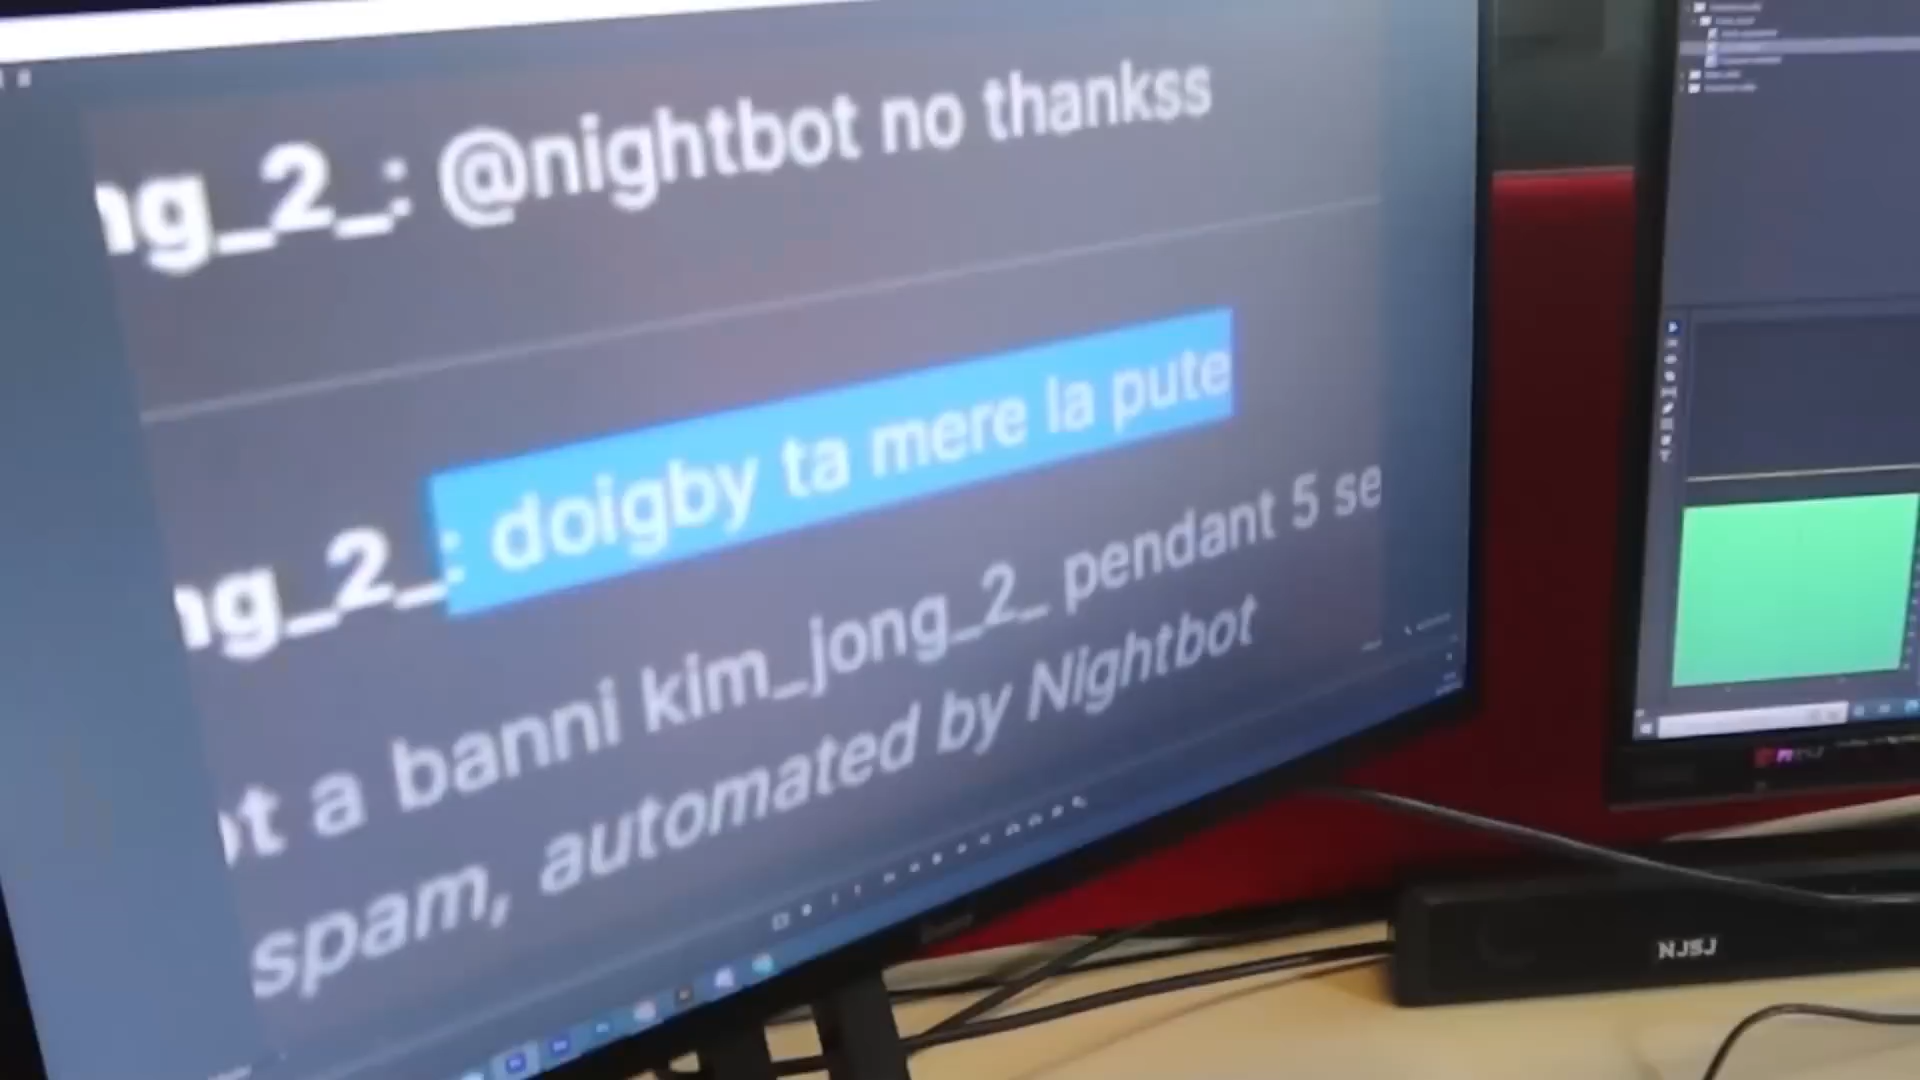 ng_2_: @nightbot no thankss
ng_2_: doigby ta mere la pute
ot a banni kim_jong_2_ pendant 5 se
spam, automated by Nightbot
NJSJ